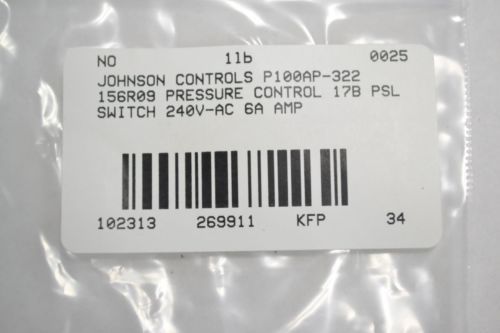 NO 1lb 0025
JOHNSON CONTROLS P100AP-322
156R09 PRESSURE CONTROL 17B PSL
SWITCH 240V-AC 6A AMP
102313 269911 KFP 34